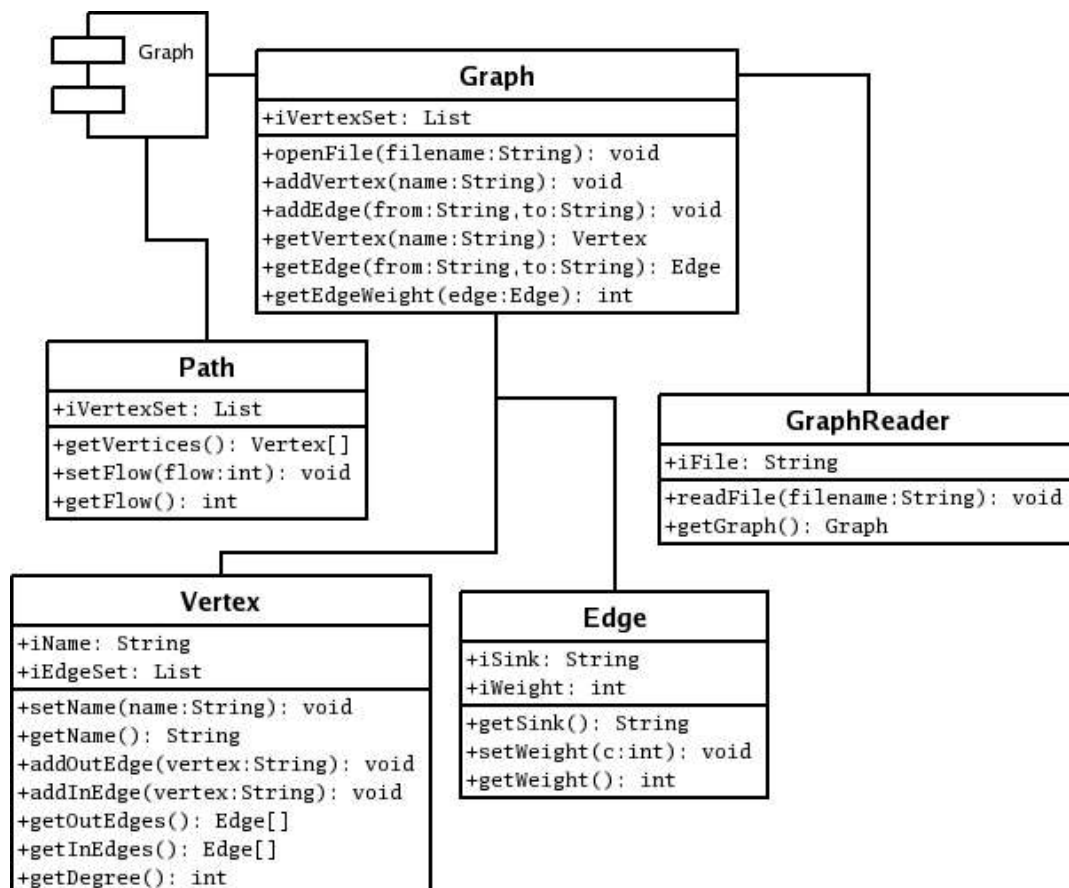 Graph
Graph
+iVertexSet: List
+openFile(filename:String): void
+addVertex(name:String): void
+addEdge(from:String,to:String): void
+getVertex(name:String): Vertex
+getEdge(from:String,to:String): Edge
+getEdgeWeight(edge:Edge): int
Path
+iVertexSet: List
+getVertices(): Vertex[]
+setFlow(flow:int): void
+getFlow(): int
GraphReader
+iFile: String
+readFile(filename:String): void
+getGraph(): Graph
Vertex
+iName: String
+iEdgeSet: List
+setName(name:String): void
+getName(): String
+addOutEdge(vertex:String): void
+addInEdge(vertex:String): void
+getOutEdges(): Edge[]
+getInEdges(): Edge[]
+getDegree(): int
Edge
+iSink: String
+iWeight: int
+getSink(): String
+setWeight(c:int): void
+getWeight(): int